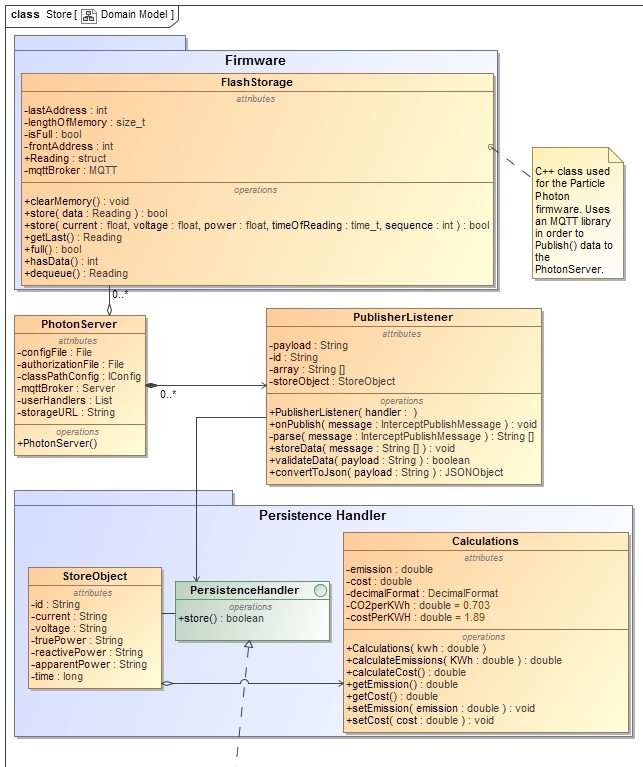 class Store [ Domain Model ]
Firmware
FlashStorage
attributes
-lastAddress : int
-lengthOfMemory : size_t
-isFull : bool
-frontAddress : int
+Reading : struct
-mqttBroker : MQTT
operations
+clearMemory() : void
+store( data : Reading ) : bool
+store( current : float, voltage : float, power : float, timeOfReading : time_t, sequence : int ) : bool
+getLast() : Reading
+full() : bool
+hasData() : int
+dequeue() : Reading
C++ class used
for the Particle
Photon
firmware. Uses
an MQTT library
in order to
Publish() data to
the
PhotonServer.
0..*
PhotonServer
attributes
-configFile : File
-authorizationFile : File
-classPathConfig : IConfig
-mqttBroker : Server
-userHandlers : List
-storageURL : String
operations
+PhotonServer()
0..*
PublisherListener
attributes
-payload : String
-id : String
-array : String []
-storeObject : StoreObject
operations
+PublisherListener( handler : )
+onPublish( message : InterceptPublishMessage ) : void
-parse( message : InterceptPublishMessage ) : String []
+storeData( message : String [] ) : void
+validateData( payload : String ) : boolean
+convertToJson( payload : String ) : JSONObject
Persistence Handler
StoreObject
attributes
-id : String
-current : String
-voltage : String
-truePower : String
-reactivePower : String
-apparentPower : String
-time : long
PersistenceHandler
operations
+store() : boolean
Calculations
attributes
-emission : double
-cost : double
-decimalFormat : DecimalFormat
-CO2perKWh : double = 0.703
-costPerKWH : double = 1.89
operations
+Calculations( kwh : double )
+calculateEmissions( KWh : double ) : double
+calculateCost() : double
+getEmission() : double
+getCost() : double
+setEmission( emission : double ) : void
+setCost( cost : double ) : void